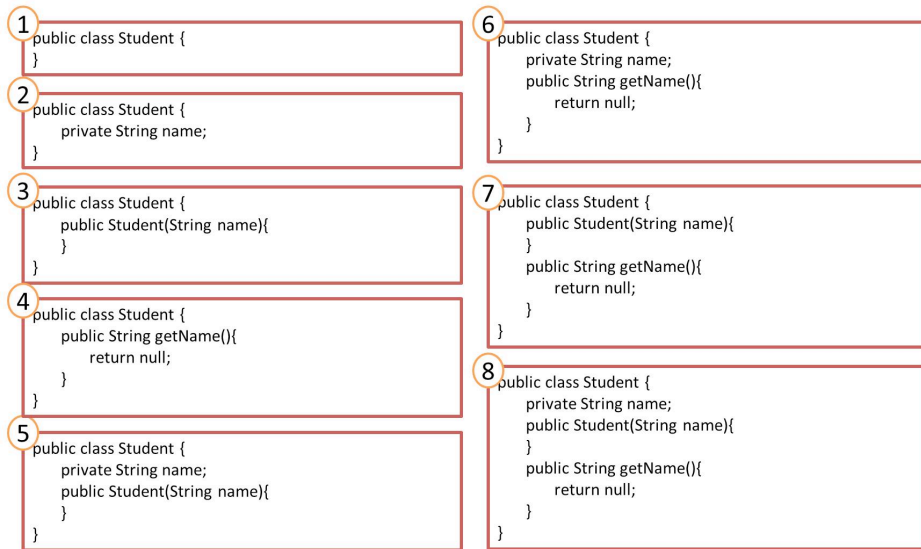 1
public class Student {
}
2
public class Student {
private String name;
}
3
public class Student {
public Student(String name){
}
}
4
public class Student {
public String getName(){
return null;
}
}
5
public class Student {
private String name;
public Student(String name){
}
}
6
public class Student {
private String name;
public String getName(){
return null;
}
}
7
public class Student {
public Student(String name){
}
public String getName(){
return null;
}
}
8
public class Student {
private String name;
public Student(String name){
}
public String getName(){
return null;
}
}